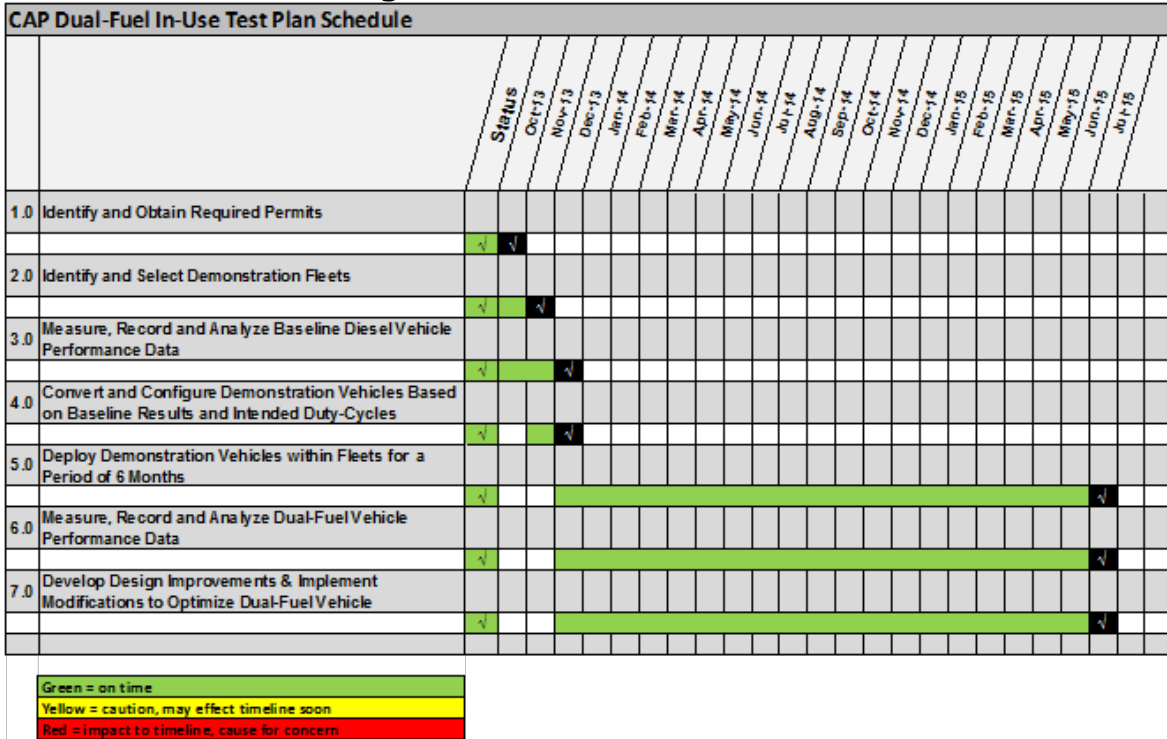 CAP Dual-Fuel In-Use Test Plan Schedule
Status Oct-13 Nov-13 Dec-13 Jan-14 Feb-14 Mar-14 Apr-14 May-14 Jun-14 Jul-14 Aug-14 Sep-14 Oct-14 Nov-14 Dec-14 Jan-15 Feb-15 Mar-15 Apr-15 May-15 Jun-15 Jul-15
1.0 Identify and Obtain Required Permits
√ √
2.0 Identify and Select Demonstration Fleets
√ √
3.0 Measure, Record and Analyze Baseline Diesel Vehicle
Performance Data
√ √
4.0 Convert and Configure Demonstration Vehicles Based
on Baseline Results and Intended Duty-Cycles
√ √
5.0 Deploy Demonstration Vehicles within Fleets for a
Period of 6 Months
√ √
6.0 Measure, Record and Analyze Dual-Fuel Vehicle
Performance Data
√ √
7.0 Develop Design Improvements & Implement
Modifications to Optimize Dual-Fuel Vehicle
√ √
Green = on time
Yellow = caution, may effect timeline soon
Red = impact to timeline, cause for concern